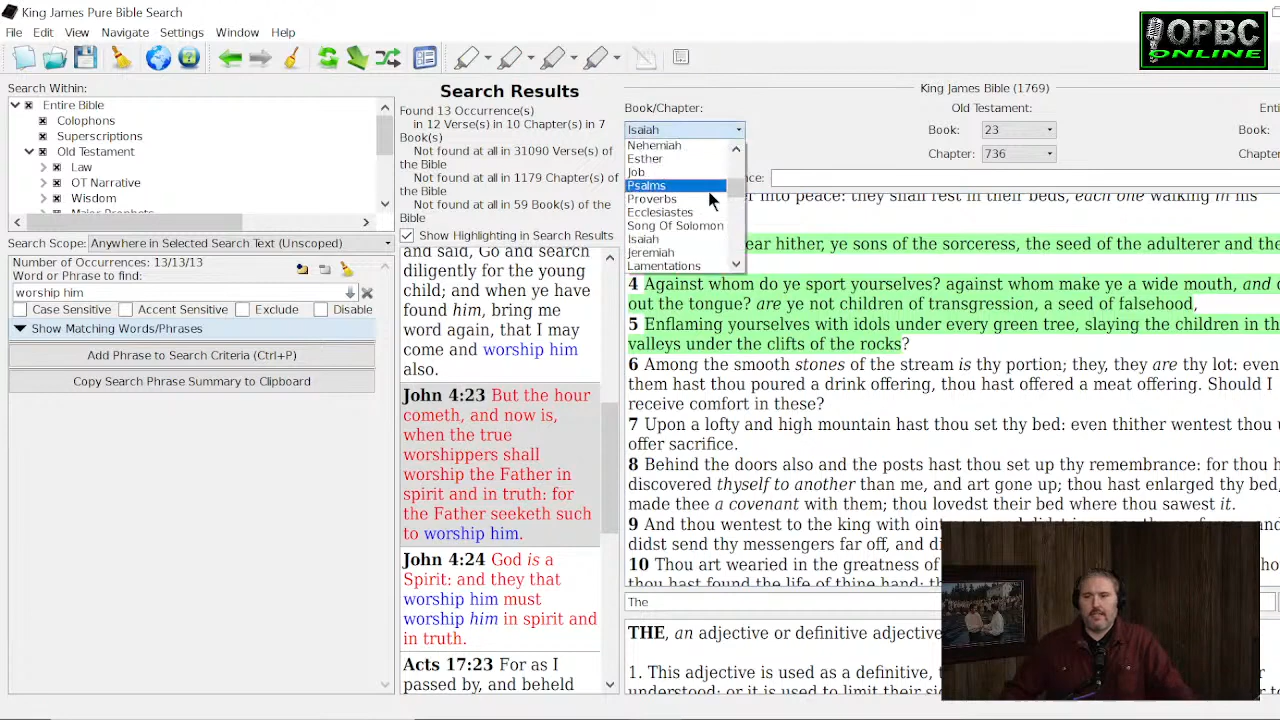 King James Pure Bible Search
OPBC
ONLINE
File Edit View Navigate Settings Window Help
Search Within:
Entire Bible
Colophons
Superscriptions
Old Testament
Law
OT Narrative
Wisdom
Search Scope: Anywhere in Selected Search Text (Unscoped)
Number of Occurrences: 13/13/13
Word or Phrase to find:
worship him
Case Sensitive Accent Sensitive Exclude Disable
Show Matching Words/Phrases
Add Phrase to Search Criteria (Ctrl+P)
Copy Search Phrase Summary to Clipboard
Search Results
Found 13 Occurrence(s)
in 12 Verse(s) in 10 Chapter(s) in 7
Book(s)
Not found at all in 31090 Verse(s) of
the Bible
Not found at all in 1179 Chapter(s) of
the Bible
Not found at all in 59 Book(s) of the
Bible
Show Highlighting in Search Results
and said, Go and search
diligently for the young
child; and when ye have
found him, bring me
word again, that I may
come and worship him
also.
John 4:23 But the hour
cometh, and now is,
when the true
worshippers shall
worship the Father in
spirit and in truth: for
the Father seeketh such
to worship him.
John 4:24 God is a
Spirit: and they that
worship him must
worship him in spirit and
in truth.
Acts 17:23 For as I
passed by, and beheld
King James Bible (1769)
Book/Chapter:
Old Testament:
Isaiah
Book: 23
Book:
Chapter: 736
Chapter
Nehemiah
Esther
Job
Psalms
Proverbs
Ecclesiastes
Song Of Solomon
Isaiah
Jeremiah
Lamentations
into peace: they shall rest in their beds, each one walking in his
hither, ye sons of the sorceress, the seed of the adulterer and the
4 Against whom do ye sport yourselves? against whom make ye a wide mouth, and
out the tongue? are ye not children of transgression, a seed of falsehood,
5 Enflaming yourselves with idols under every green tree, slaying the children in
valleys under the clifts of the rocks?
6 Among the smooth stones of the stream is thy portion; they, they are thy lot: even
them hast thou poured a drink offering, thou hast offered a meat offering. Should I
receive comfort in these?
7 Upon a lofty and high mountain hast thou set thy bed: even thither wentest thou
offer sacrifice.
8 Behind the doors also and the posts hast thou set up thy remembrance: for thou
discovered thyself to another than me, and art gone up; thou hast enlarged thy bed,
made thee a covenant with them; thou lovedst their bed where thou sawest it.
9 And thou wentest to the king with
didst send thy messengers far off, and
10 Thou art wearied in the greatness of
thou hast found the life of thine hand:
The
THE, an adjective or definitive adjective
1. This adjective is used as a definitive,
understood: or it is used to limit their